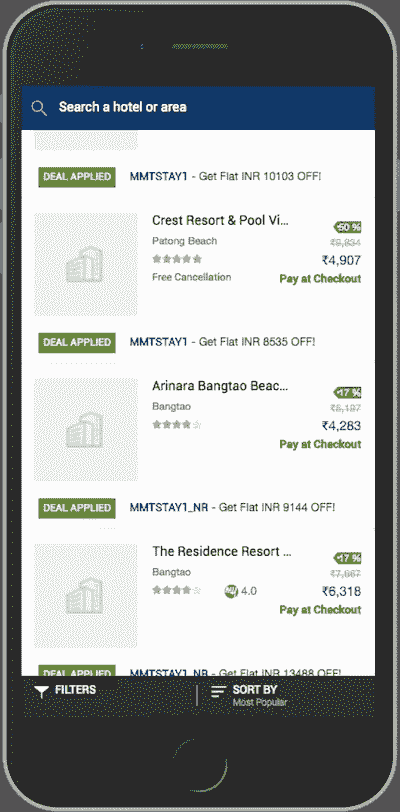 Search a hotel or area
DEAL APPLIED MMTSTAY1 - Get Flat INR 10103 OFF!
Crest Resort & Pool Vi...
50 %
Patong Beach
₹9,834
₹4,907
Free Cancellation
Pay at Checkout
DEAL APPLIED MMTSTAY1 - Get Flat INR 8535 OFF!
Arinara Bangtao Beac...
17 %
Bangtao
₹4,283
Pay at Checkout
DEAL APPLIED MMTSTAY1_NR - Get Flat INR 9144 OFF!
The Residence Resort ...
17 %
Bangtao
₹7,667
4.0
₹6,318
Pay at Checkout
DEAL APPLIED MMTSTAY1_NR - Get Flat INR 13488 OFF!
FILTERS
SORT BY
Most Popular